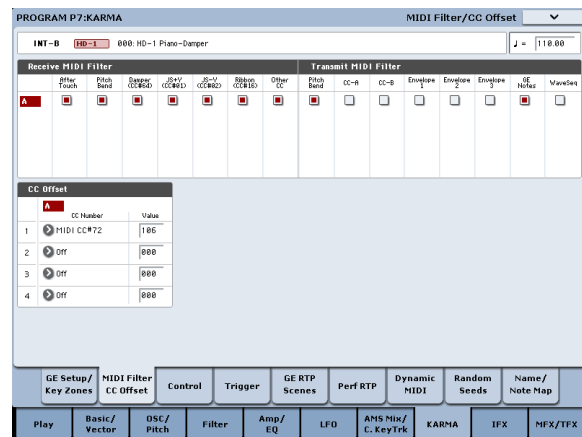 PROGRAM P7:KARMA MIDI Filter/CC Offset
INT-B HD-1 000: HD-1 Piano-Damper ♩ = 110.00
Receive MIDI Filter Transmit MIDI Filter
After Touch Pitch Bend Damper (CC#64) JS+Y (CC#01) JS-Y (CC#02) Ribbon (CC#16) Other CC Pitch Bend CC-A CC-B Envelope 1 Envelope 2 Envelope 3 GE Notes WaveSeq
A
CC Offset
A
CC Number Value
1 MIDI CC#72 106
2 Off 000
3 Off 000
4 Off 000
GE Setup/ Key Zones MIDI Filter CC Offset Control Trigger GE RTP Scenes Perf RTP Dynamic MIDI Random Seeds Name/ Note Map
Play Basic/ Vector OSC/ Pitch Filter Amp/ EQ LFO AMS Mix/ C. KeyTrk KARMA IFX MFX/TFX